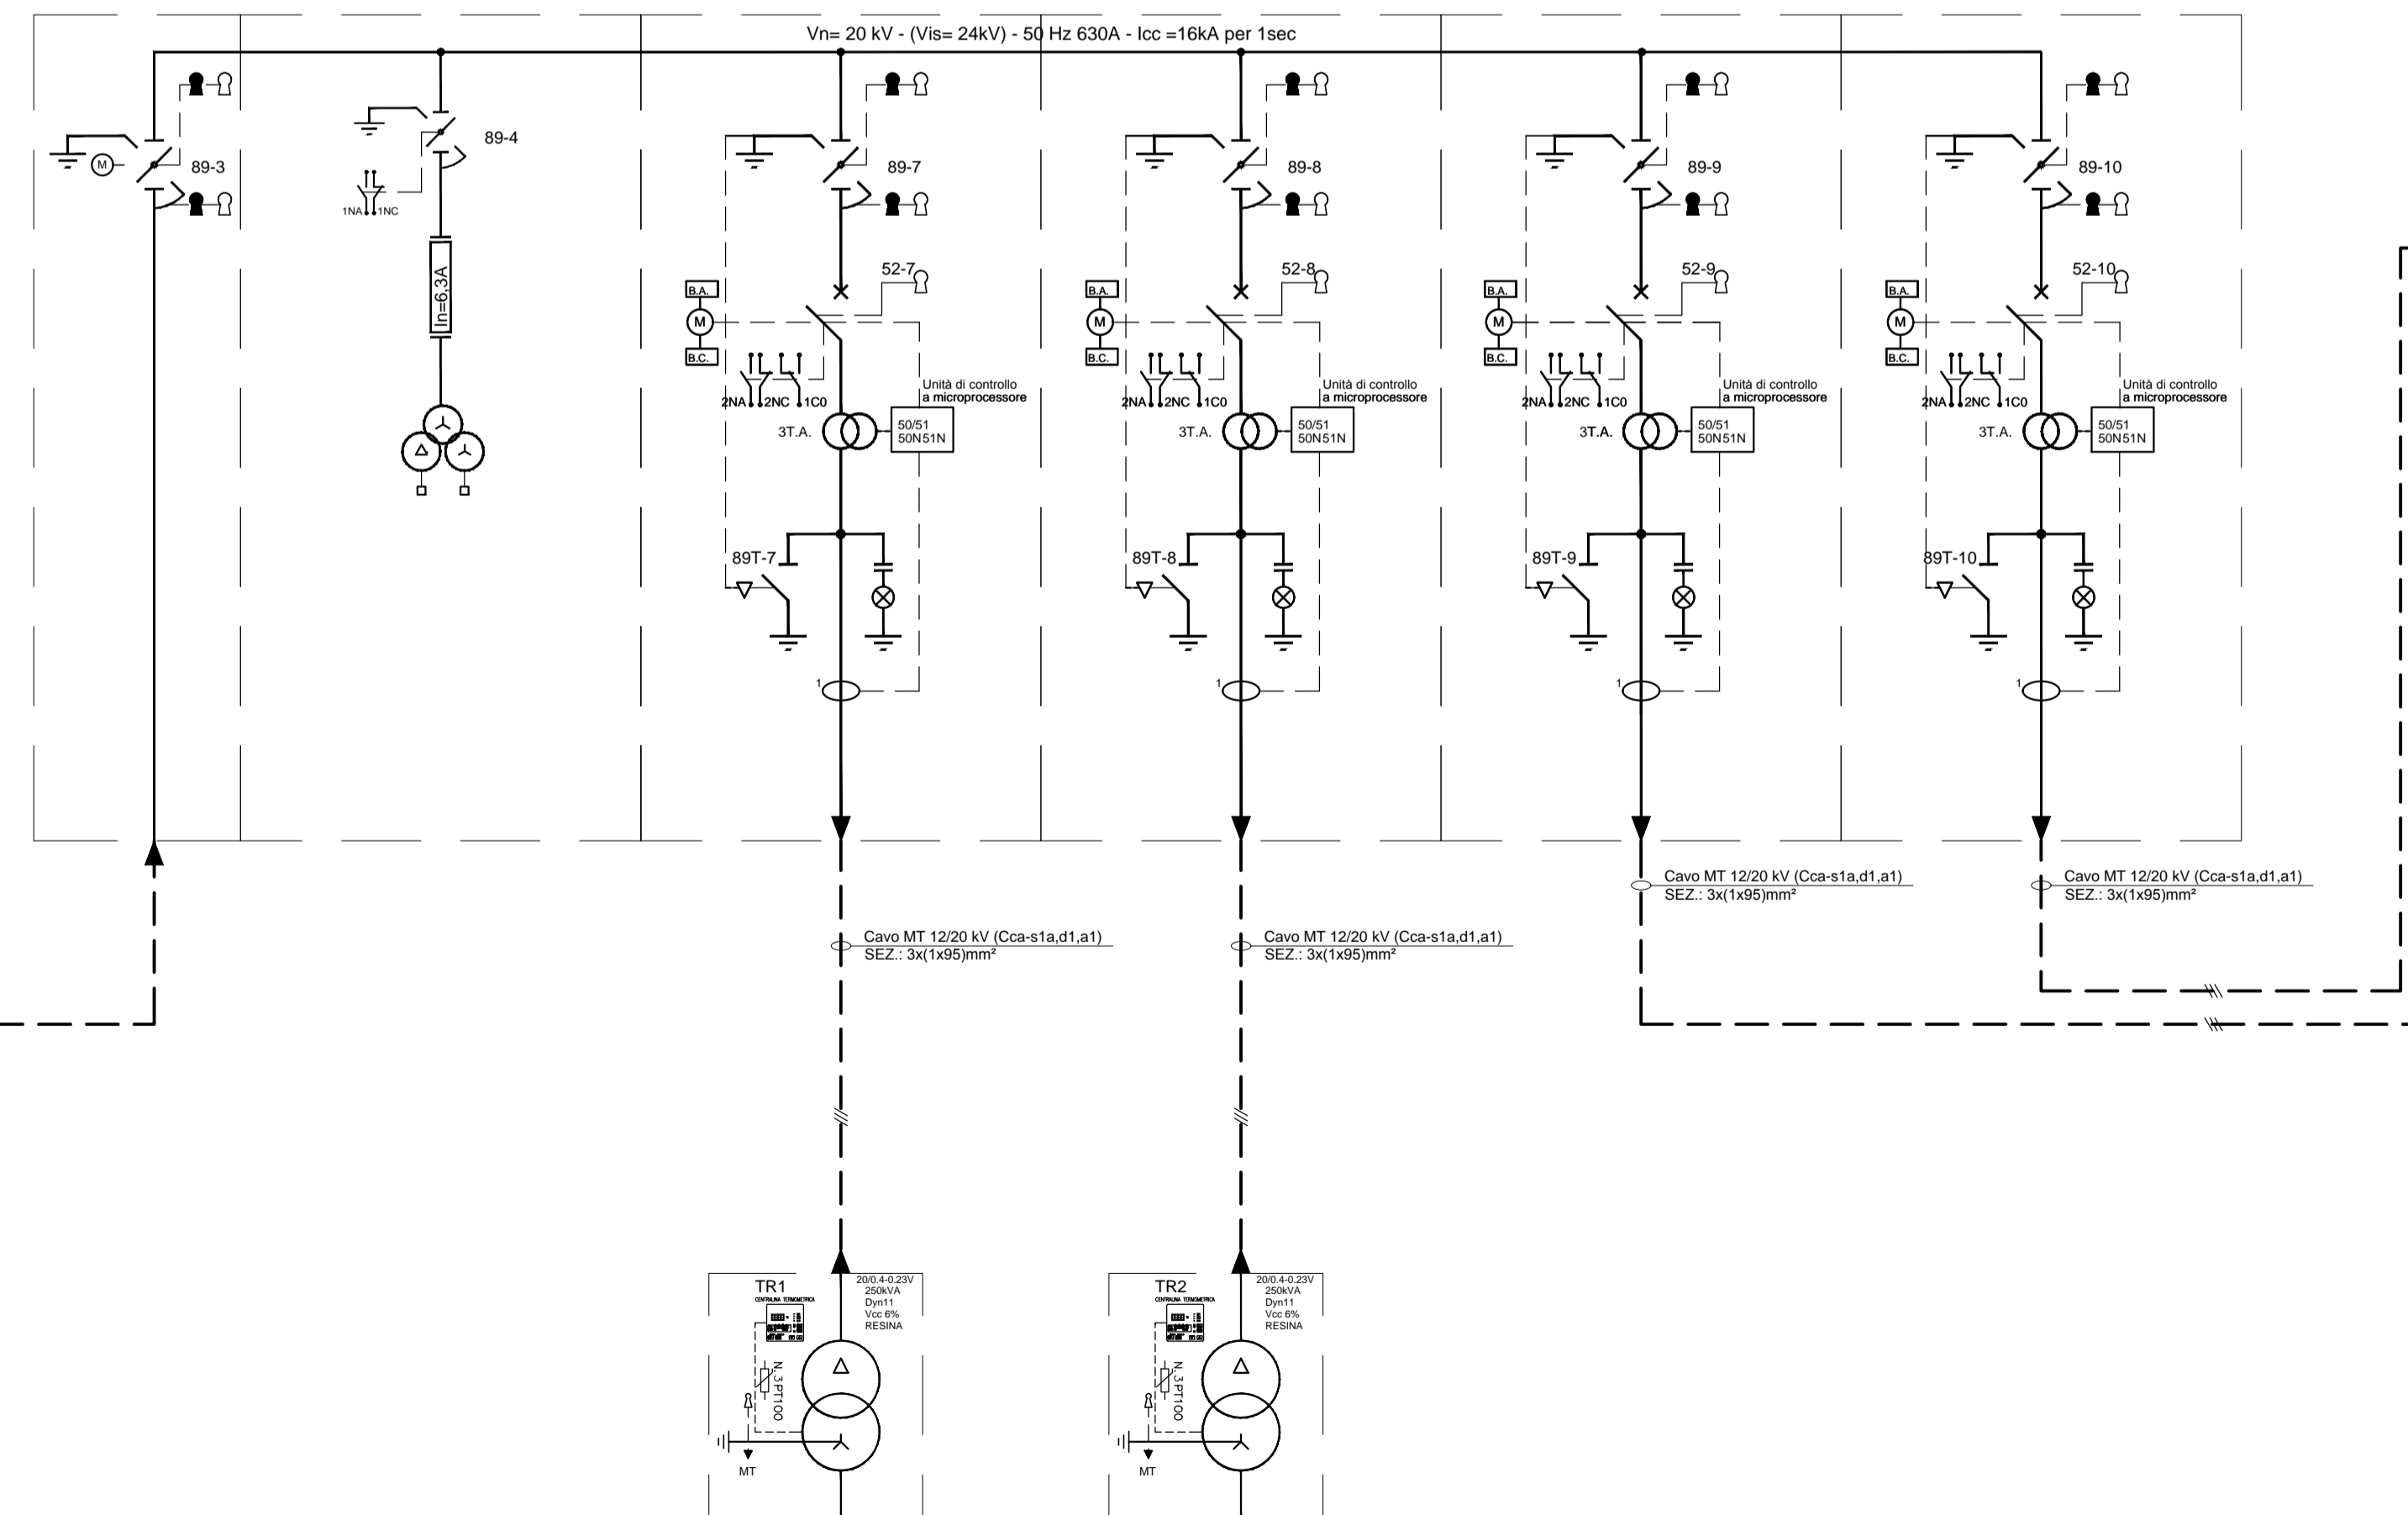 Vn= 20 kV - (Vis= 24kV) - 50 Hz 630A - Icc =16kA per 1sec
M
89-3
89-4
1NA 1NC
In=6,3A
89-7
52-7
B.A.
M
B.C.
2NA 2NC 1C0
Unità di controllo
a microprocessore
3T.A.
50/51
50N51N
89T-7
1
89-8
52-8
B.A.
M
B.C.
2NA 2NC 1C0
Unità di controllo
a microprocessore
3T.A.
50/51
50N51N
89T-8
1
89-9
52-9
B.A.
M
B.C.
2NA 2NC 1C0
Unità di controllo
a microprocessore
3T.A.
50/51
50N51N
89T-9
1
89-10
52-10
B.A.
M
B.C.
2NA 2NC 1C0
Unità di controllo
a microprocessore
3T.A.
50/51
50N51N
89T-10
1
Cavo MT 12/20 kV (Cca-s1a,d1,a1)
SEZ.: 3x(1x95)mm²
Cavo MT 12/20 kV (Cca-s1a,d1,a1)
SEZ.: 3x(1x95)mm²
Cavo MT 12/20 kV (Cca-s1a,d1,a1)
SEZ.: 3x(1x95)mm²
Cavo MT 12/20 kV (Cca-s1a,d1,a1)
SEZ.: 3x(1x95)mm²
TR1
CENTRALINA TERMOMETRICA
20/0.4-0.23V
250kVA
Dyn11
Vcc 6%
RESINA
N. 3 PT100
MT
TR2
CENTRALINA TERMOMETRICA
20/0.4-0.23V
250kVA
Dyn11
Vcc 6%
RESINA
N. 3 PT100
MT